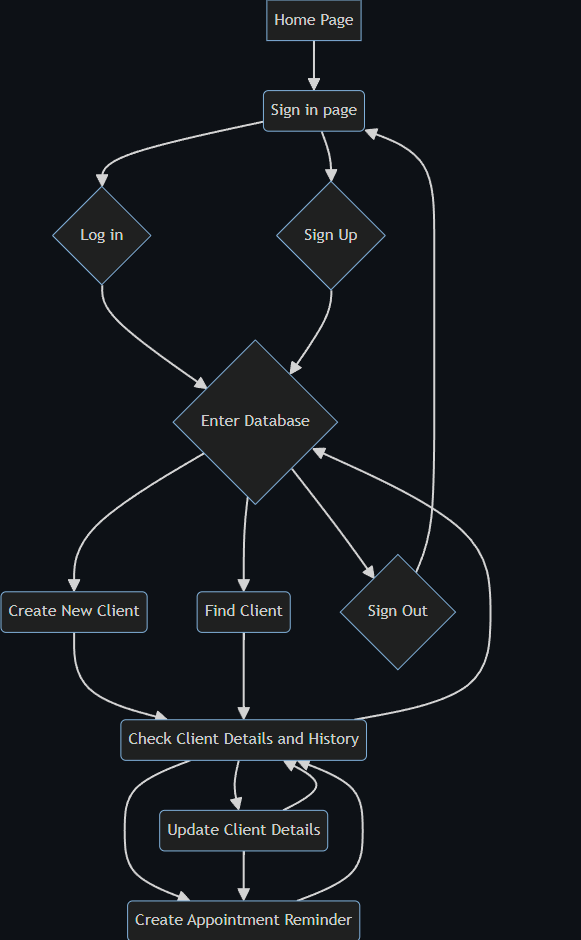 Home Page
Sign in page
Log in
Sign Up
Enter Database
Create New Client
Find Client
Sign Out
Check Client Details and History
Update Client Details
Create Appointment Reminder